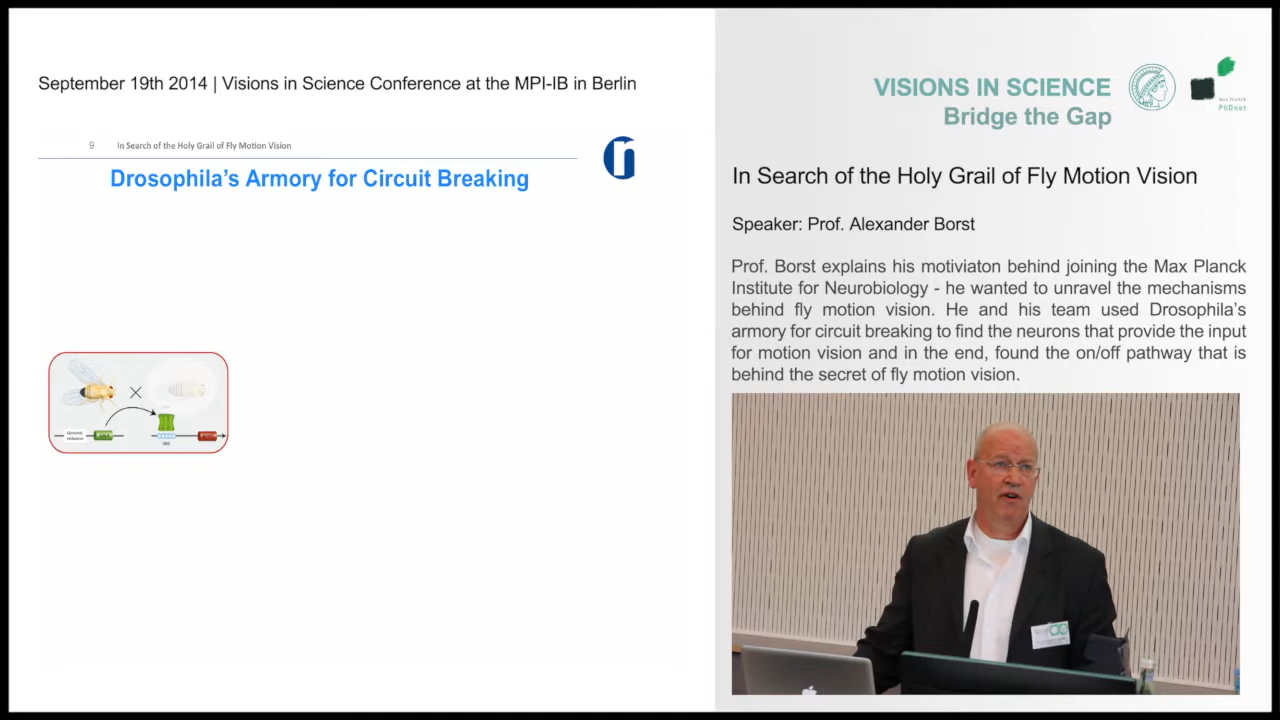 September 19th 2014 | Visions in Science Conference at the MPI-IB in Berlin
9 In Search of the Holy Grail of Fly Motion Vision
Drosophila's Armory for Circuit Breaking
Genomic
enhancer
UAS
VISIONS IN SCIENCE
Bridge the Gap
MAX PLANCK
PhDnet
In Search of the Holy Grail of Fly Motion Vision
Speaker: Prof. Alexander Borst
Prof. Borst explains his motiviaton behind joining the Max Planck
Institute for Neurobiology - he wanted to unravel the mechanisms
behind fly motion vision. He and his team used Drosophila's
armory for circuit breaking to find the neurons that provide the input
for motion vision and in the end, found the on/off pathway that is
behind the secret of fly motion vision.